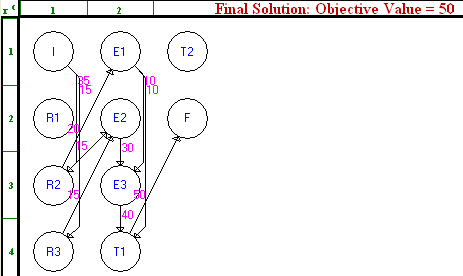 r c 1 2 Final Solution: Objective Value = 50
1 I E1 T2
35 10
15 10
2 R1 E2 F
20
15 30
3 R2 E3
15 50
40
4 R3 T1